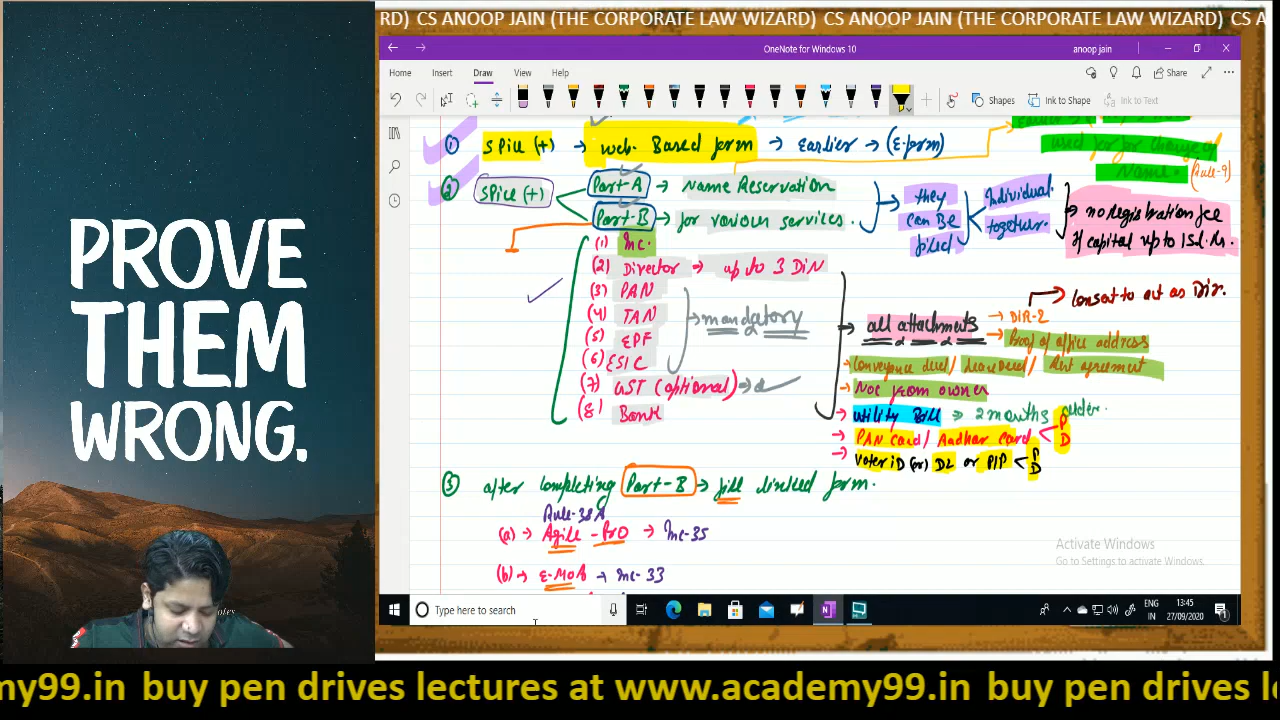 RD) CS ANOOP JAIN (THE CORPORATE LAW WIZARD) CS ANOOP JAIN (THE CORPORATE LAW WIZARD) CS A
OneNote for Windows 10
anoop jain
Home Insert Draw View Help
Share
Shapes Ink to Shape Ink to Text
used for for change of
Name. (Rule-9)
① SPice (+) → web-Based form → Earlier → (E-form)
② SPice (+)
Part-A → Name Reservation
Part-B → for various services.
they can Be filed
Individual.
together.
→ no Registration fee
if capital up to 15 L. Rs.
(1) Inc.
(2) Director → up to 3 DIN
(3) PAN
(4) TAN
(5) EPF
(6) ESIC
→ mandatory
(7) GST (optional) →
(8) Bank
→ all attachments
→ DIR-2 → Consent to act as Dir.
→ Proof of office address
- Conveyance deed / Lease Deed / Rent agreement
- NOC from owner
→ utility Bill ⇒ 2 months older.
→ PAN Card / Aadhar Card < P D
→ Voter ID (or) DL or P/P < P D
③ after completing Part-B → fill linked form.
Rule-38A
(a) → Agile - Pro → Inc-35
(b) → E-MOA → Inc-33
PROVE
THEM
WRONG.
Activate Windows
Go to Settings to activate Windows.
Type here to search
ENG
IN
13:45
27/09/2020
my99.in buy pen drives lectures at www.academy99.in buy pen drives le